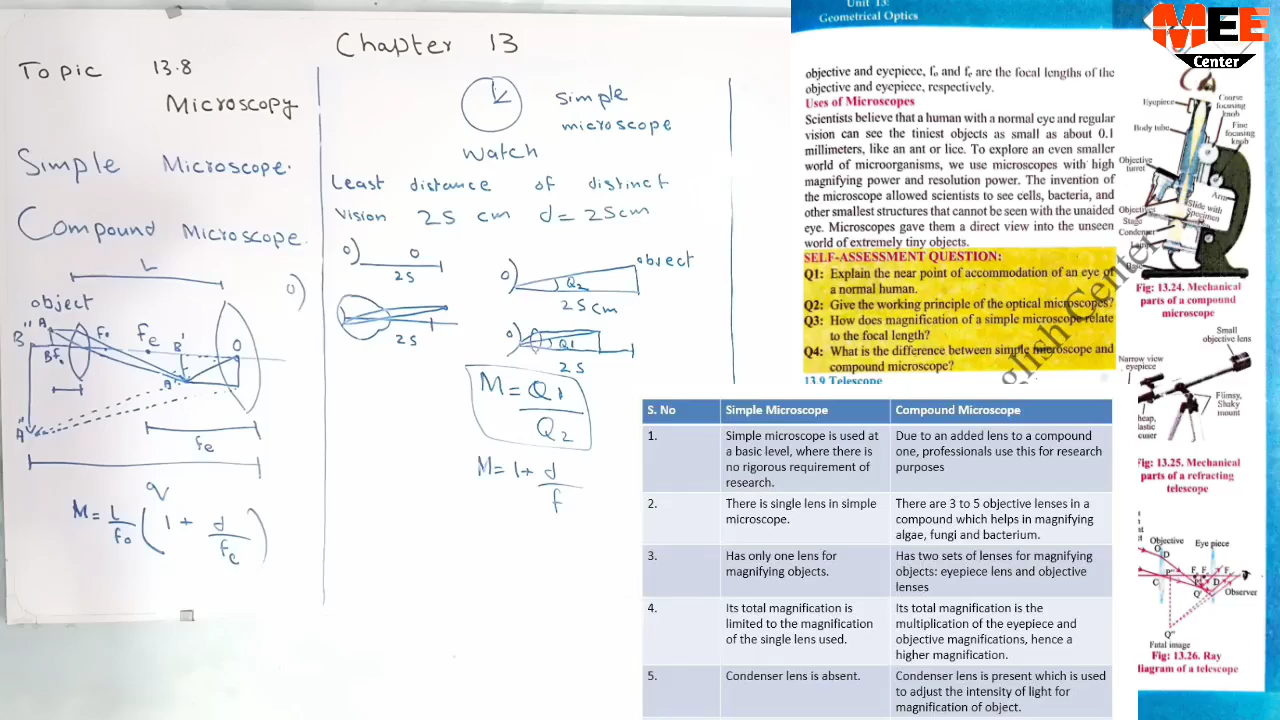 Chapter 13
Topic 13.8
Microscopy
Simple Microscope.
Compound Microscope.
L
object
B" A
Bf₀
F₀
fe
B'
A'
O
A"
fe
q
M = L/f₀ (1 + d/fe)
0)
Simple
microscope
Watch
Least distance of distinct
Vision 25 cm d = 25cm
0) O
25
25
0) Q2 object
25cm
0) Q1
25
M = Q1/Q2
M = 1 + d/f
Unit 13:
Geometrical Optics
MEE
Center
objective and eyepiece, fo and fe are the focal lengths of the
objective and eyepiece, respectively.
Uses of Microscopes
Scientists believe that a human with a normal eye and regular
vision can see the tiniest objects as small as about 0.1
millimeters, like an ant or lice. To explore an even smaller
world of microorganisms, we use microscopes with high
magnifying power and resolution power. The invention of
the microscope allowed scientists to see cells, bacteria, and
other smallest structures that cannot be seen with the unaided
eye. Microscopes gave them a direct view into the unseen
world of extremely tiny objects.
SELF-ASSESSMENT QUESTION:
Q1: Explain the near point of accommodation of an eye of
a normal human.
Q2: Give the working principle of the optical microscopes?
Q3: How does magnification of a simple microscope relate
to the focal length?
Q4: What is the difference between simple microscope and
compound microscope?
13.9 Telescope
glish Center
Eyepiece
Coarse
focusing
knob
Body tube
Fine
focusing
knob
Objective
turret
Arm
Objective
Slide with
Specimen
Stage
Condenser
Fig: 13.24. Mechanical
parts of a compound
microscope
Small
objective lens
Narrow view
eyepiece
Flimsy,
Shaky
mount
Fig: 13.25. Mechanical
parts of a refracting
telescope
Objective Eye piece
O D
C
D
Q'
Observer
Q"
Fatal image
Fig: 13.26. Ray
diagram of a telescope
S. No Simple Microscope Compound Microscope
1. Simple microscope is used at a basic level, where there is no rigorous requirement of research. Due to an added lens to a compound one, professionals use this for research purposes
2. There is single lens in simple microscope. There are 3 to 5 objective lenses in a compound which helps in magnifying algae, fungi and bacterium.
3. Has only one lens for magnifying objects. Has two sets of lenses for magnifying objects: eyepiece lens and objective lenses
4. Its total magnification is limited to the magnification of the single lens used. Its total magnification is the multiplication of the eyepiece and objective magnifications, hence a higher magnification.
5. Condenser lens is absent. Condenser lens is present which is used to adjust the intensity of light for magnification of object.